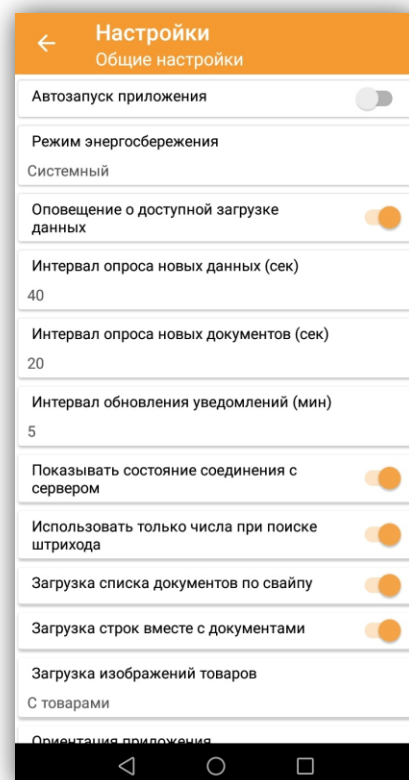 Настройки
Общие настройки
Автозапуск приложения
Режим энергосбережения
Системный
Оповещение о доступной загрузке
данных
Интервал опроса новых данных (сек)
40
Интервал опроса новых документов (сек)
20
Интервал обновления уведомлений (мин)
5
Показывать состояние соединения с
сервером
Использовать только числа при поиске
штрихода
Загрузка списка документов по свайпу
Загрузка строк вместе с документами
Загрузка изображений товаров
С товарами
Ориентация приложения